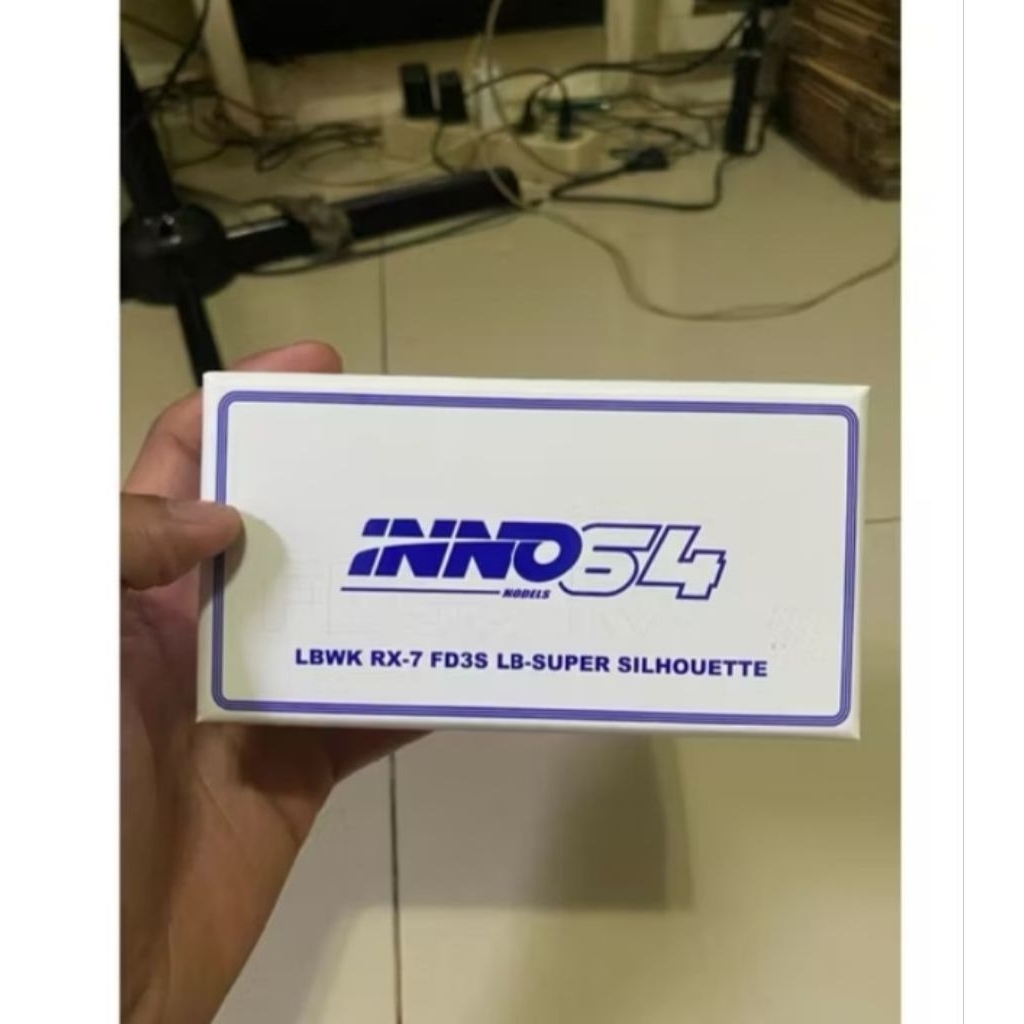 INNO64
MODELS
LBWK RX-7 FD3S LB-SUPER SILHOUETTE